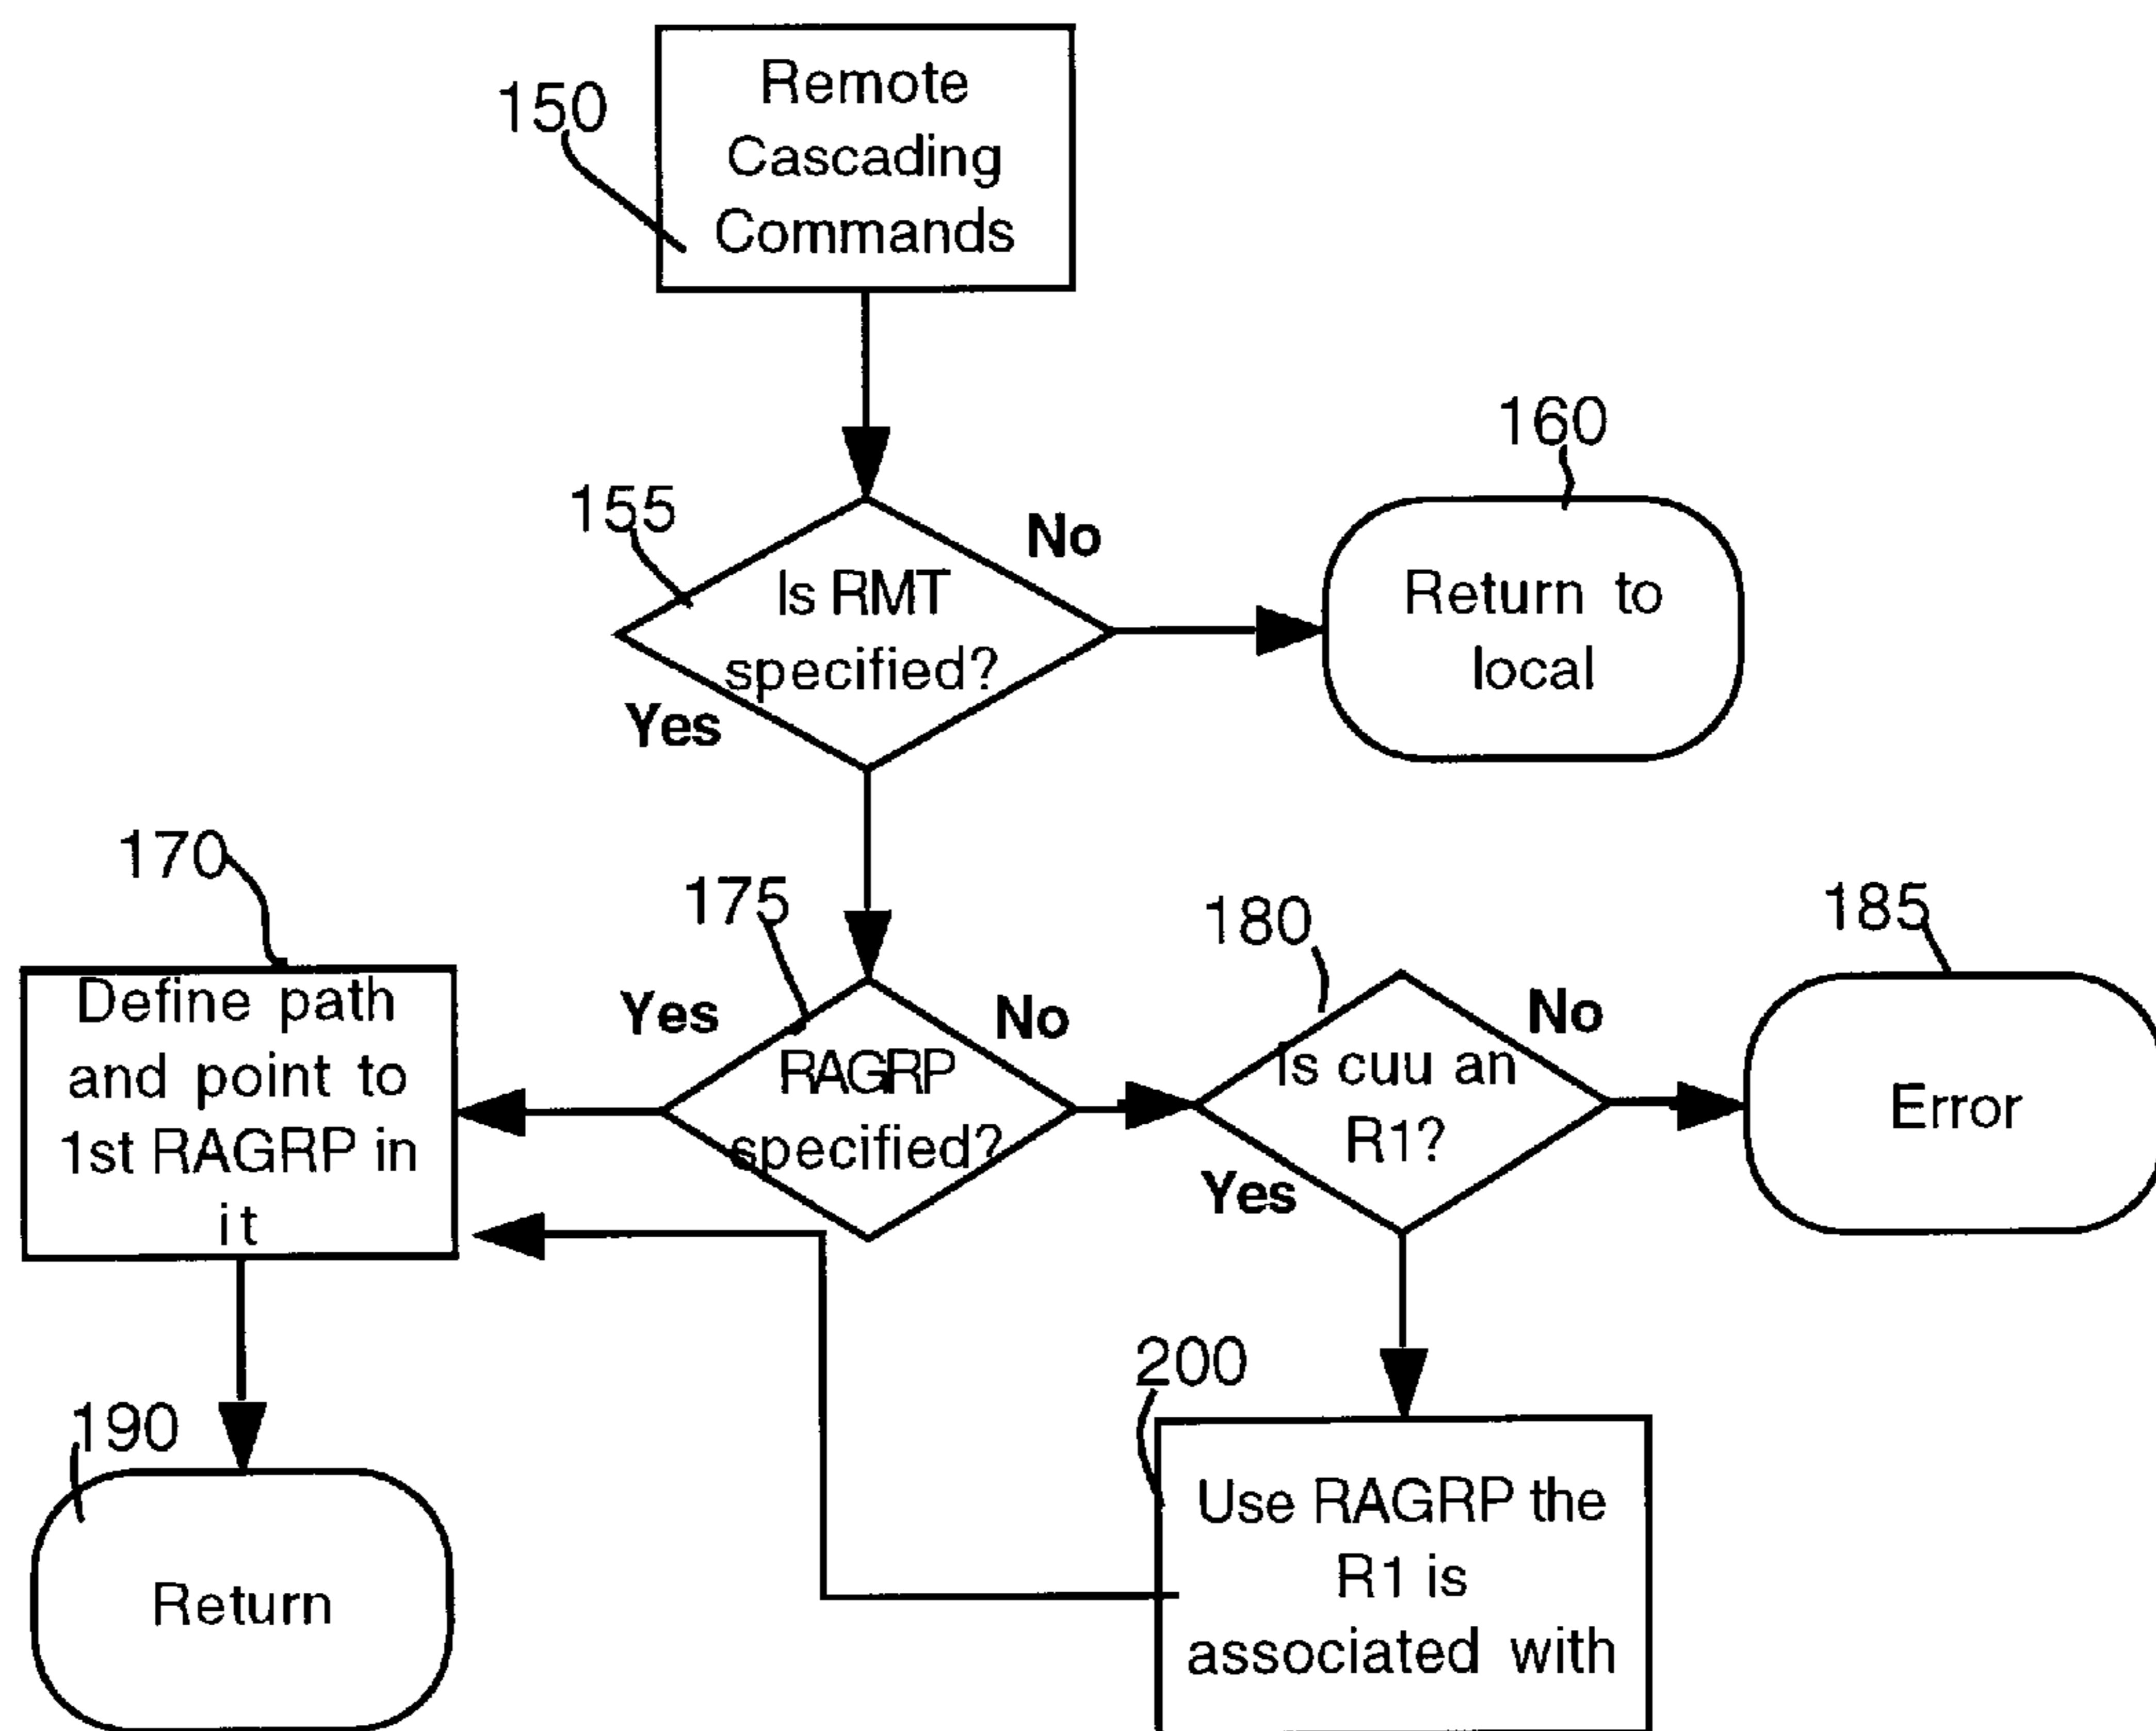 150
Remote
Cascading
Commands
155
Is RMT
specified?
No
Yes
160
Return to
local
170
Define path
and point to
1st RAGRP in
it
175
Yes
RAGRP
specified?
No
180
Is cuu an
R1?
No
Yes
185
Error
190
Return
200
Use RAGRP the
R1 is
associated with